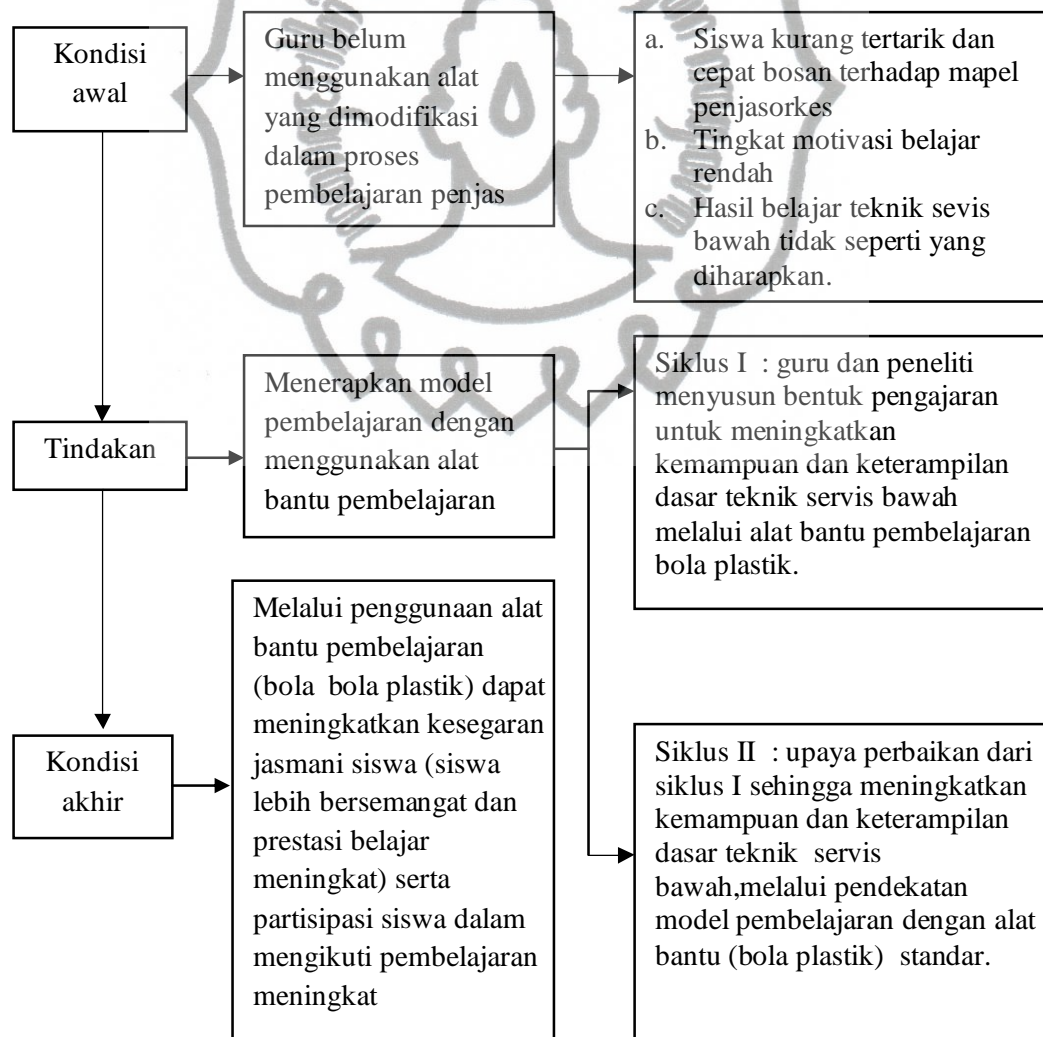 Kondisi
awal
Guru belum
menggunakan alat
yang dimodifikasi
dalam proses
pembelajaran penjas
a. Siswa kurang tertarik dan
cepat bosan terhadap mapel
penjasorkes
b. Tingkat motivasi belajar
rendah
c. Hasil belajar teknik sevis
bawah tidak seperti yang
diharapkan.
Tindakan
Menerapkan model
pembelajaran dengan
menggunakan alat
bantu pembelajaran
Siklus I : guru dan peneliti
menyusun bentuk pengajaran
untuk meningkatkan
kemampuan dan keterampilan
dasar teknik servis bawah
melalui alat bantu pembelajaran
bola plastik.
Kondisi
akhir
Melalui penggunaan alat
bantu pembelajaran
(bola bola plastik) dapat
meningkatkan kesegaran
jasmani siswa (siswa
lebih bersemangat dan
prestasi belajar
meningkat) serta
partisipasi siswa dalam
mengikuti pembelajaran
meningkat
Siklus II : upaya perbaikan dari
siklus I sehingga meningkatkan
kemampuan dan keterampilan
dasar teknik servis
bawah,melalui pendekatan
model pembelajaran dengan alat
bantu (bola plastik) standar.